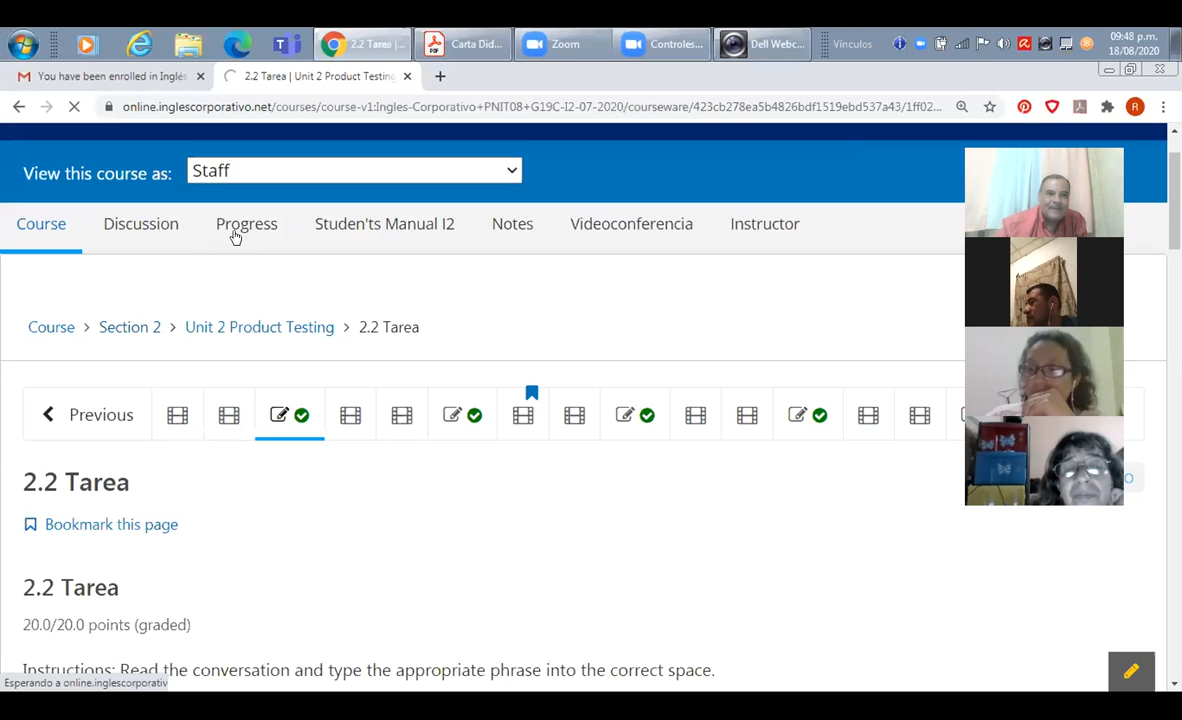 2.2 Tarea |...
Carta Did...
Zoom
Controles...
Dell Webc...
Vínculos
09:48 p.m.
18/08/2020
You have been enrolled in Inglés
2.2 Tarea | Unit 2 Product Testing
online.inglescorporativo.net/courses/course-v1:Ingles-Corporativo+PNIT08+G19C-I2-07-2020/courseware/423cb278ea5b4826bdf1519ebd537a43/1ff02...
R
View this course as:
Staff
Course
Discussion
Progress
Studen'ts Manual I2
Notes
Videoconferencia
Instructor
Course > Section 2 > Unit 2 Product Testing > 2.2 Tarea
Previous
2.2 Tarea
Bookmark this page
2.2 Tarea
20.0/20.0 points (graded)
Instructions: Read the conversation and type the appropriate phrase into the correct space.
Esperando a online.inglescorporativ